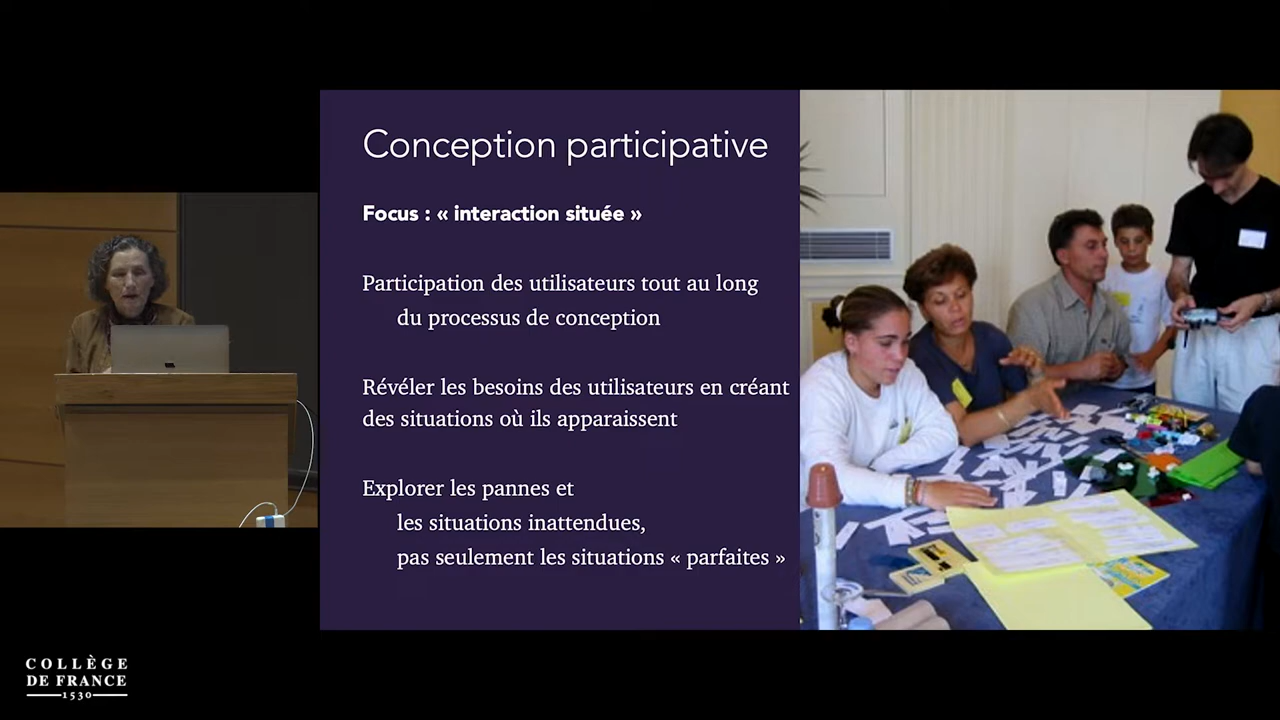 Conception participative
Focus : « interaction située »
Participation des utilisateurs tout au long
du processus de conception
Révéler les besoins des utilisateurs en créant
des situations où ils apparaissent
Explorer les pannes et
les situations inattendues,
pas seulement les situations « parfaites »
COLLÈGE
DE FRANCE
1530